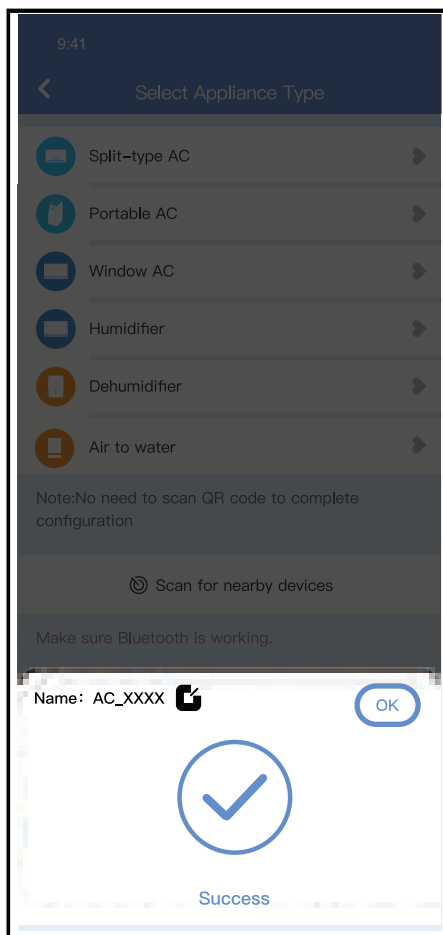 9:41
Select Appliance Type
Split-type AC
Portable AC
Window AC
Humidifier
Dehumidifier
Air to water
Note:No need to scan QR code to complete
configuration
Scan for nearby devices
Make sure Bluetooth is working.
Name: AC_XXXX
OK
Success